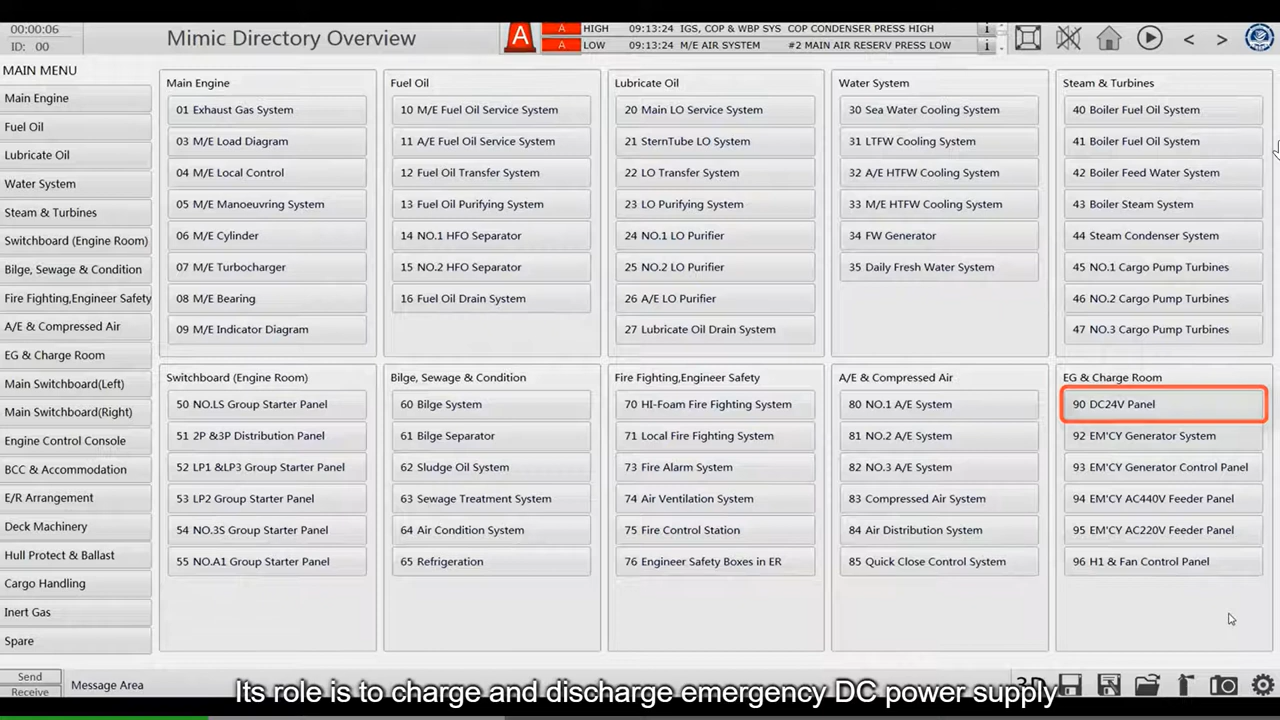 00:00:06
ID: 00
Mimic Directory Overview
A
A HIGH 09:13:24 IGS, COP & WBP SYS COP CONDENSER PRESS HIGH
A LOW 09:13:24 M/E AIR SYSTEM #2 MAIN AIR RESERV PRESS LOW
MAIN MENU
Main Engine
Fuel Oil
Lubricate Oil
Water System
Steam & Turbines
Switchboard (Engine Room)
Bilge, Sewage & Condition
Fire Fighting,Engineer Safety
A/E & Compressed Air
EG & Charge Room
Main Switchboard(Left)
Main Switchboard(Right)
Engine Control Console
BCC & Accommodation
E/R Arrangement
Deck Machinery
Hull Protect & Ballast
Cargo Handling
Inert Gas
Spare
Main Engine
01 Exhaust Gas System
03 M/E Load Diagram
04 M/E Local Control
05 M/E Manoeuvring System
06 M/E Cylinder
07 M/E Turbocharger
08 M/E Bearing
09 M/E Indicator Diagram
Fuel Oil
10 M/E Fuel Oil Service System
11 A/E Fuel Oil Service System
12 Fuel Oil Transfer System
13 Fuel Oil Purifying System
14 NO.1 HFO Separator
15 NO.2 HFO Separator
16 Fuel Oil Drain System
Lubricate Oil
20 Main LO Service System
21 SternTube LO System
22 LO Transfer System
23 LO Purifying System
24 NO.1 LO Purifier
25 NO.2 LO Purifier
26 A/E LO Purifier
27 Lubricate Oil Drain System
Water System
30 Sea Water Cooling System
31 LTFW Cooling System
32 A/E HTFW Cooling System
33 M/E HTFW Cooling System
34 FW Generator
35 Daily Fresh Water System
Steam & Turbines
40 Boiler Fuel Oil System
41 Boiler Fuel Oil System
42 Boiler Feed Water System
43 Boiler Steam System
44 Steam Condenser System
45 NO.1 Cargo Pump Turbines
46 NO.2 Cargo Pump Turbines
47 NO.3 Cargo Pump Turbines
Switchboard (Engine Room)
50 NO.LS Group Starter Panel
51 2P &3P Distribution Panel
52 LP1 &LP3 Group Starter Panel
53 LP2 Group Starter Panel
54 NO.3S Group Starter Panel
55 NO.A1 Group Starter Panel
Bilge, Sewage & Condition
60 Bilge System
61 Bilge Separator
62 Sludge Oil System
63 Sewage Treatment System
64 Air Condition System
65 Refrigeration
Fire Fighting,Engineer Safety
70 HI-Foam Fire Fighting System
71 Local Fire Fighting System
73 Fire Alarm System
74 Air Ventilation System
75 Fire Control Station
76 Engineer Safety Boxes in ER
A/E & Compressed Air
80 NO.1 A/E System
81 NO.2 A/E System
82 NO.3 A/E System
83 Compressed Air System
84 Air Distribution System
85 Quick Close Control System
EG & Charge Room
90 DC24V Panel
92 EM'CY Generator System
93 EM'CY Generator Control Panel
94 EM'CY AC440V Feeder Panel
95 EM'CY AC220V Feeder Panel
96 H1 & Fan Control Panel
Send
Receive
Message Area
Its role is to charge and discharge emergency DC power supply